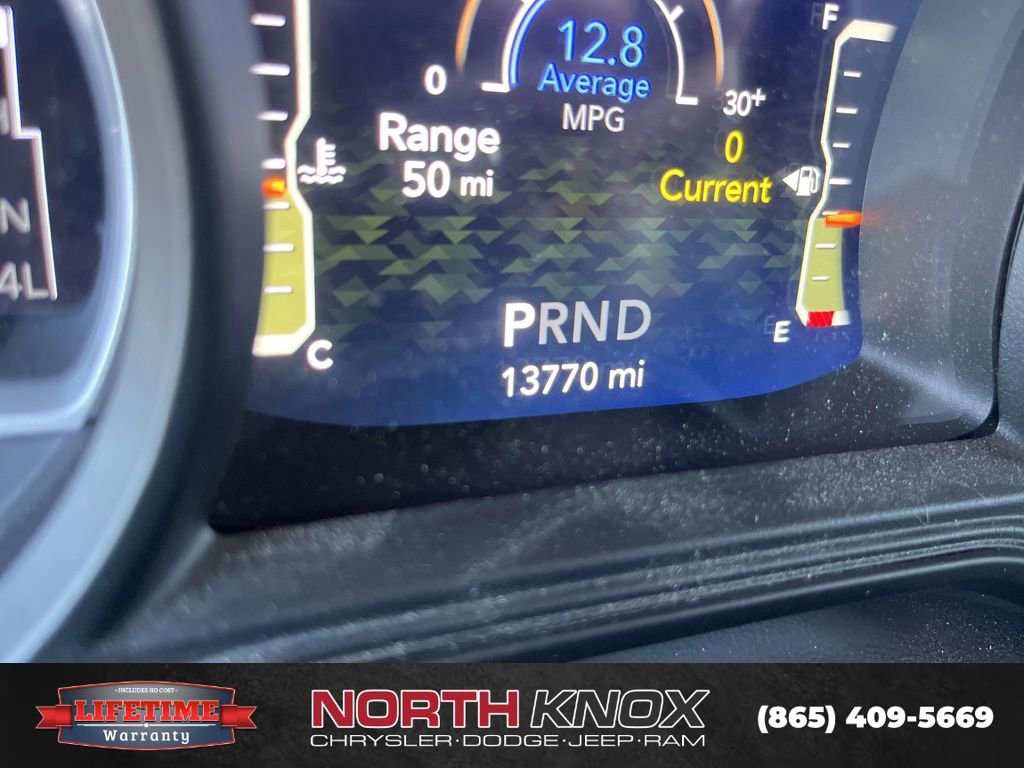 F
12.8
Average
MPG
0
30+
Range
50 mi
0
Current
N
4L
PRND
13770 mi
C
E
-INCLUDES NO COST-
LIFETIME
Warranty
NORTH KNOX
CHRYSLER·DODGE·JEEP·RAM
(865) 409-5669